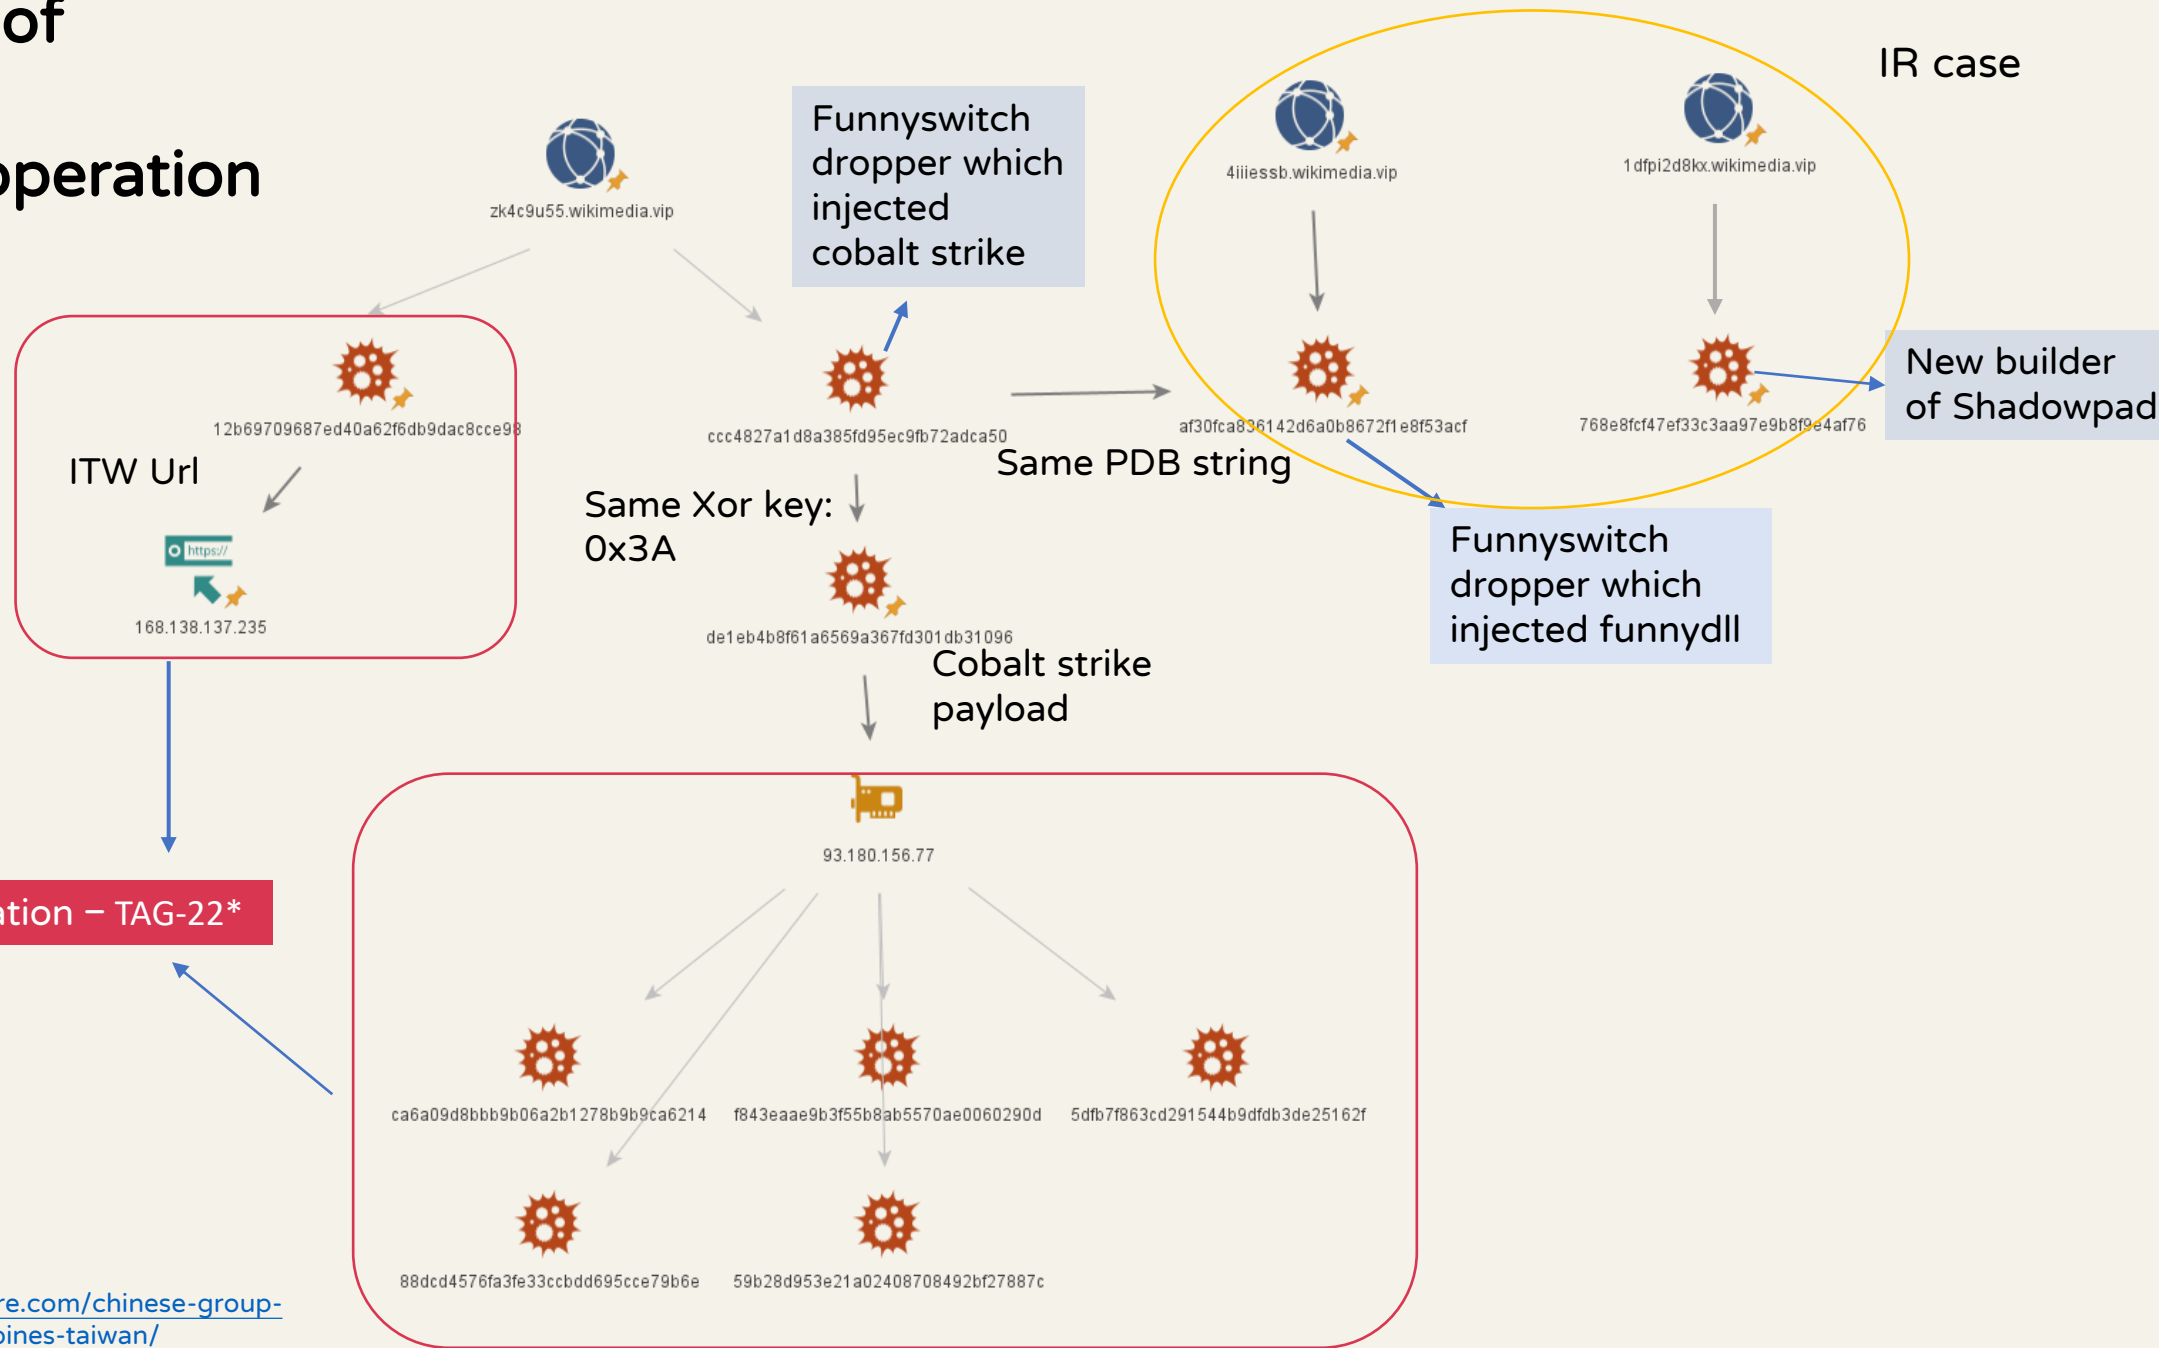 of
operation
IR case
Funnyswitch
dropper which
injected
cobalt strike
zk4c9u55.wikimedia.vip
4iiiessb.wikimedia.vip
1dfpi2d8kx.wikimedia.vip
12b69709687ed40a62f6db9dac8cce98
ccc4827a1d8a385fd95ec9fb72adca50
af30fca836142d6a0b8672f1e8f53acf
768e8fcf47ef33c3aa97e9b8f9e4af76
New builder
of Shadowpad
ITW Url
Same PDB string
Same Xor key:
0x3A
https://
168.138.137.235
de1eb4b8f61a6569a367fd301db31096
Funnyswitch
dropper which
injected funnydll
Cobalt strike
payload
93.180.156.77
ation – TAG-22*
ca6a09d8bbb9b06a2b1278b9b9ca6214
f843eaae9b3f55b8ab5570ae0060290d
5dfb7f863cd291544b9dfdb3de25162f
88dcd4576fa3fe33ccbdd695cce79b6e
59b28d953e21a02408708492bf27887c
re.com/chinese-group-
pines-taiwan/